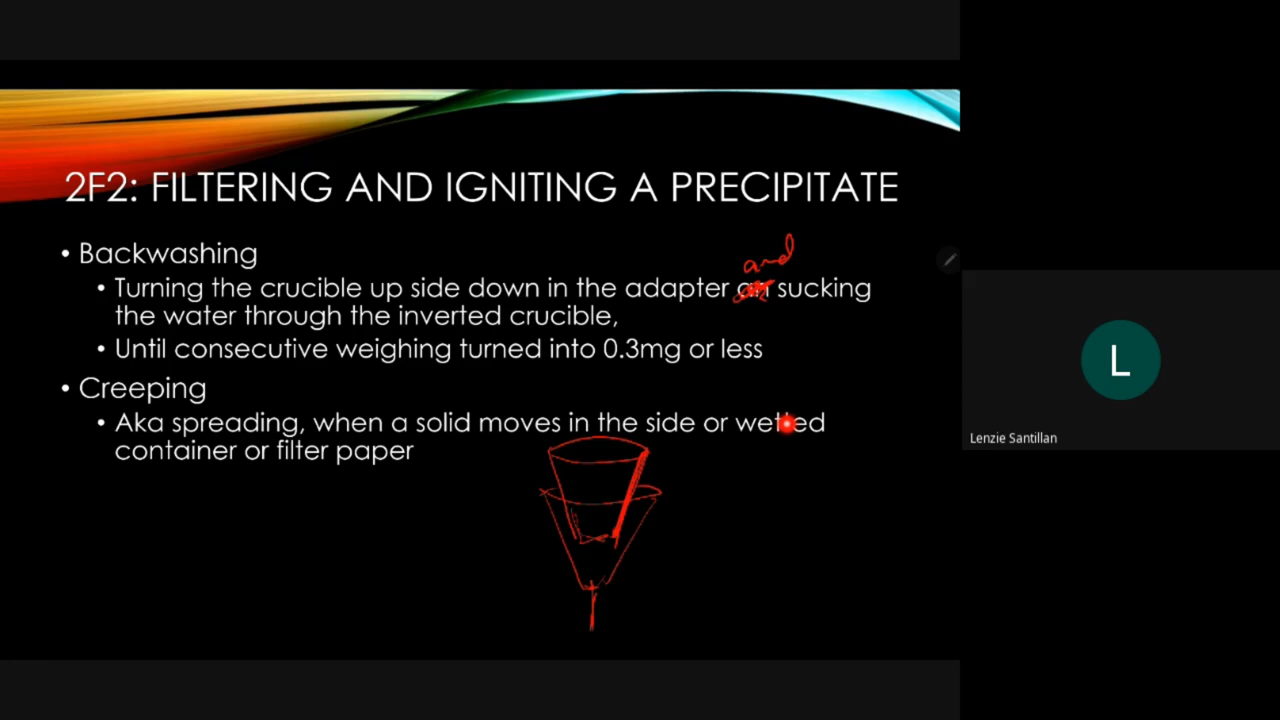 2F2: FILTERING AND IGNITING A PRECIPITATE
• Backwashing
and
• Turning the crucible up side down in the adapter an sucking
the water through the inverted crucible,
• Until consecutive weighing turned into 0.3mg or less
• Creeping
• Aka spreading, when a solid moves in the side or wetted
container or filter paper
L
Lenzie Santillan